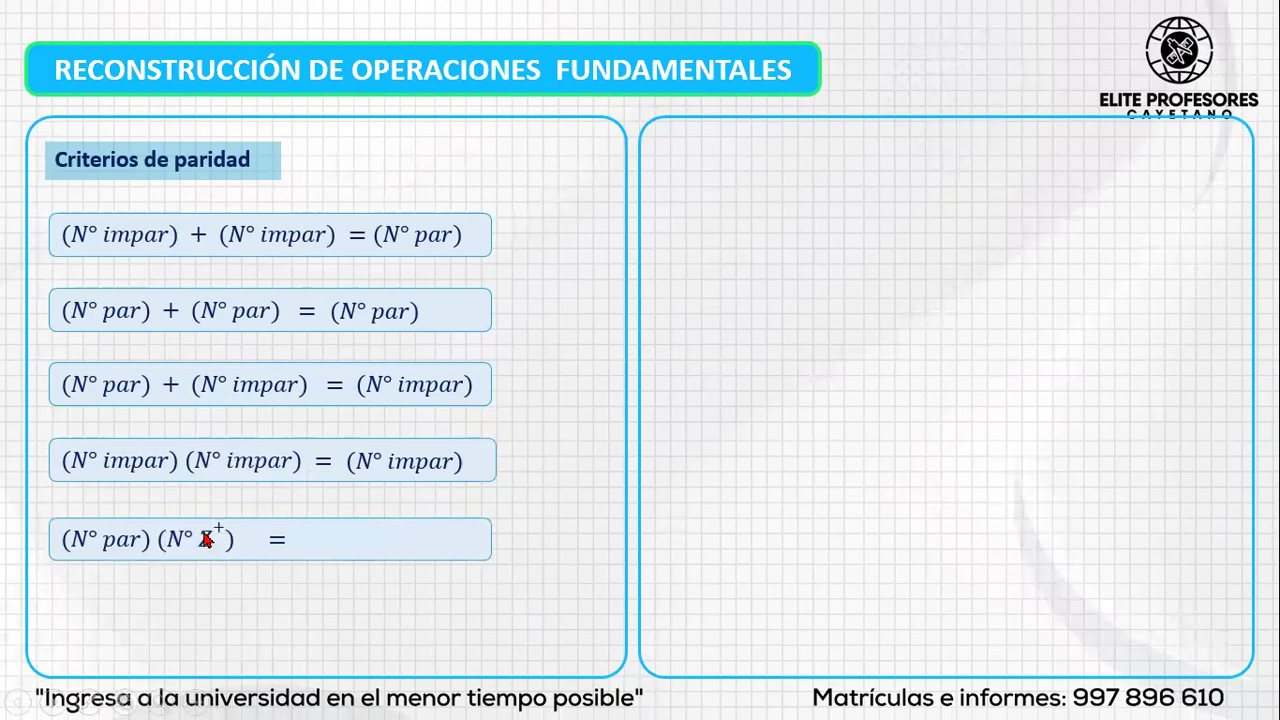 RECONSTRUCCIÓN DE OPERACIONES FUNDAMENTALES
ELITE PROFESORES
CAYETANO
Criterios de paridad
(N° impar) + (N° impar) = (N° par)
(N° par) + (N° par) = (N° par)
(N° par) + (N° impar) = (N° impar)
(N° impar) (N° impar) = (N° impar)
(N° par) (N° Z⁺) =
"Ingresa a la universidad en el menor tiempo posible"
Matrículas e informes: 997 896 610